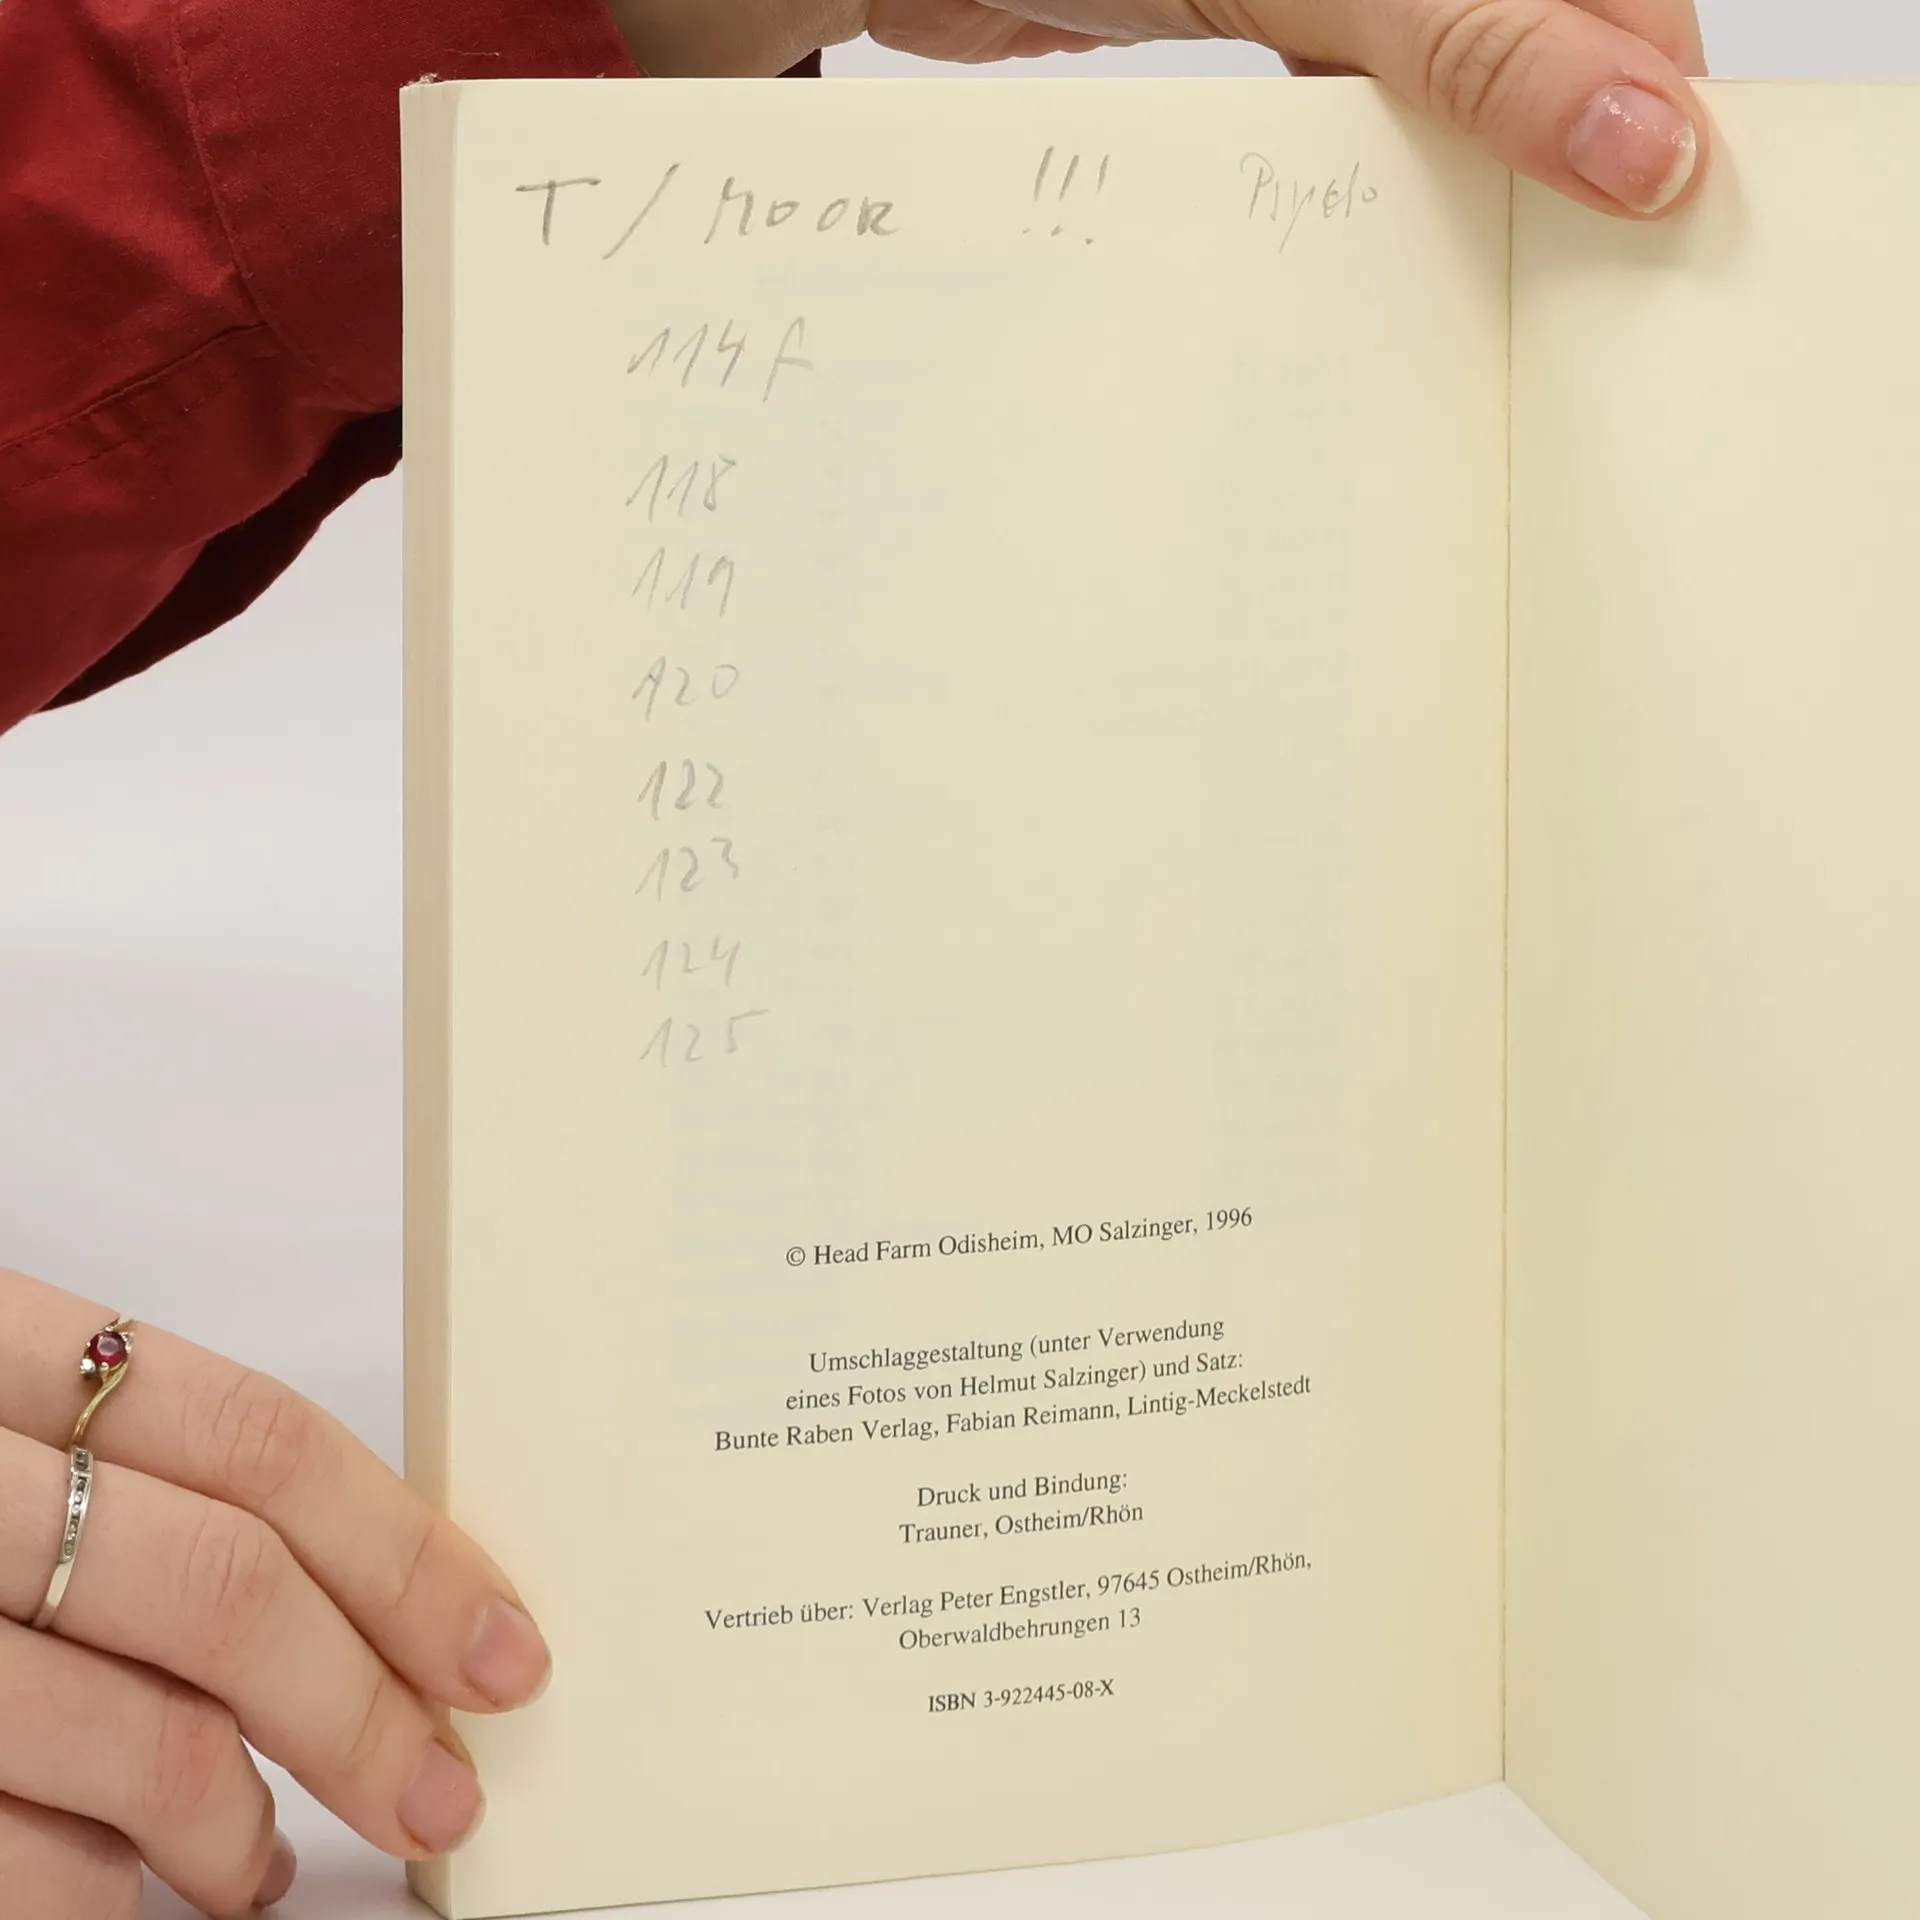 T / MOOR !!!
114 f
118
119
120
122
123
124
125
© Head Farm Odisheim, MO Salzinger, 1996
Umschlaggestaltung (unter Verwendung
eines Fotos von Helmut Salzinger) und Satz:
Bunte Raben Verlag, Fabian Reimann, Lintig-Meckelstedt
Druck und Bindung:
Trauner, Ostheim/Rhön
Vertrieb über: Verlag Peter Engstler, 97645 Ostheim/Rhön,
Oberwaldbehrungen 13
ISBN 3-922445-08-X